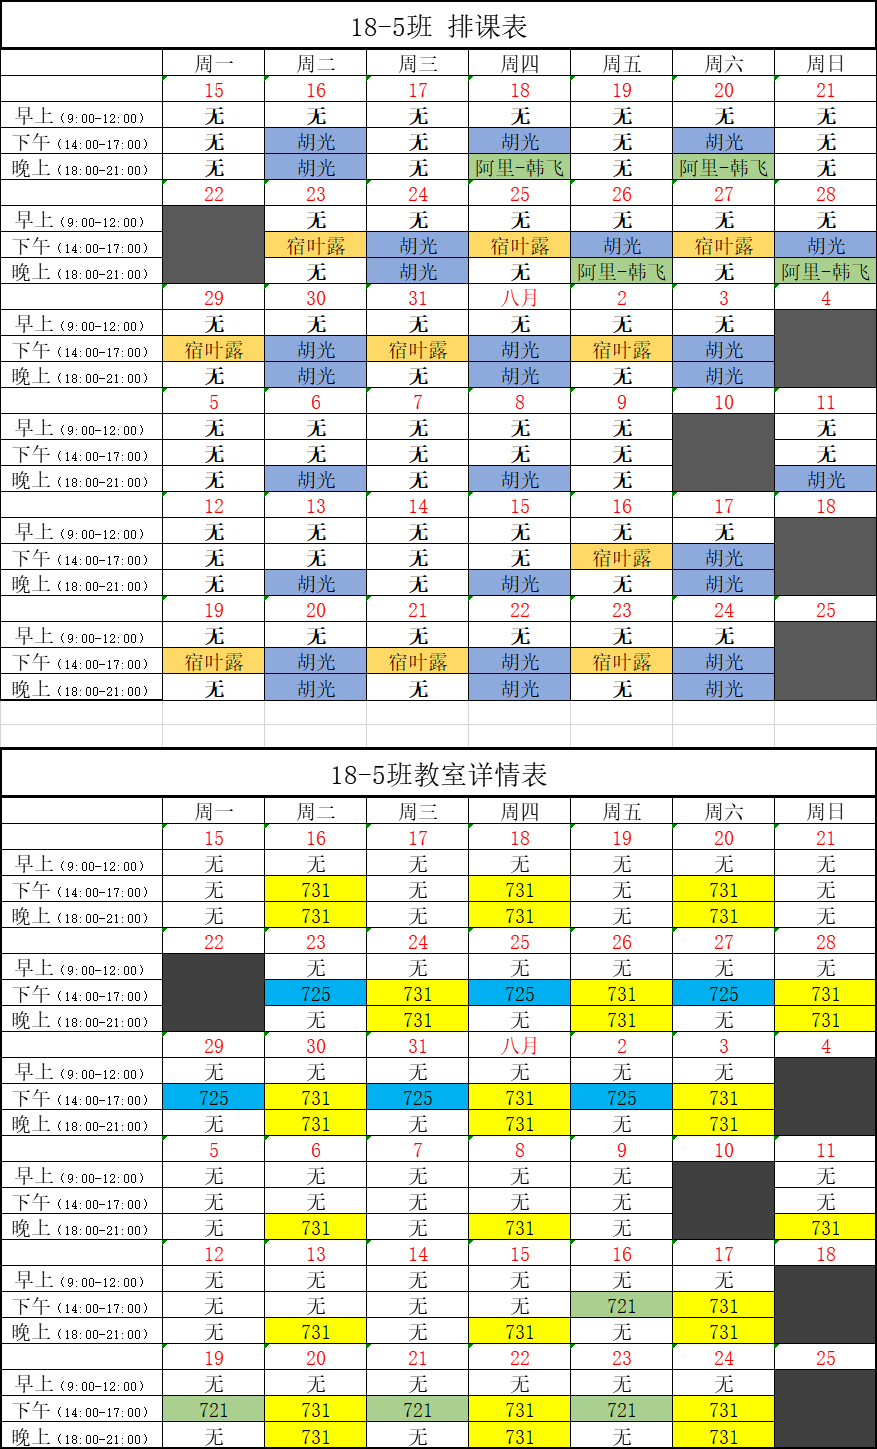 18-5班 排课表
周一 周二 周三 周四 周五 周六 周日
15 16 17 18 19 20 21
早上(9:00-12:00) 无 无 无 无 无 无 无
下午(14:00-17:00) 无 胡光 无 胡光 无 胡光 无
晚上(18:00-21:00) 无 胡光 无 阿里-韩飞 无 阿里-韩飞 无
22 23 24 25 26 27 28
早上(9:00-12:00) 无 无 无 无 无 无
下午(14:00-17:00) 宿叶露 胡光 宿叶露 胡光 宿叶露 胡光
晚上(18:00-21:00) 无 胡光 无 阿里-韩飞 无 阿里-韩飞
29 30 31 八月 2 3 4
早上(9:00-12:00) 无 无 无 无 无 无
下午(14:00-17:00) 宿叶露 胡光 宿叶露 胡光 宿叶露 胡光
晚上(18:00-21:00) 无 胡光 无 胡光 无 胡光
5 6 7 8 9 10 11
早上(9:00-12:00) 无 无 无 无 无 无
下午(14:00-17:00) 无 无 无 无 无 无
晚上(18:00-21:00) 无 胡光 无 胡光 无 胡光
12 13 14 15 16 17 18
早上(9:00-12:00) 无 无 无 无 无 无
下午(14:00-17:00) 无 无 无 无 宿叶露 胡光
晚上(18:00-21:00) 无 胡光 无 胡光 无 胡光
19 20 21 22 23 24 25
早上(9:00-12:00) 无 无 无 无 无 无
下午(14:00-17:00) 宿叶露 胡光 宿叶露 胡光 宿叶露 胡光
晚上(18:00-21:00) 无 胡光 无 胡光 无 胡光
18-5班教室详情表
周一 周二 周三 周四 周五 周六 周日
15 16 17 18 19 20 21
早上(9:00-12:00) 无 无 无 无 无 无 无
下午(14:00-17:00) 无 731 无 731 无 731 无
晚上(18:00-21:00) 无 731 无 731 无 731 无
22 23 24 25 26 27 28
早上(9:00-12:00) 无 无 无 无 无 无
下午(14:00-17:00) 725 731 725 731 725 731
晚上(18:00-21:00) 无 731 无 731 无 731
29 30 31 八月 2 3 4
早上(9:00-12:00) 无 无 无 无 无 无
下午(14:00-17:00) 725 731 725 731 725 731
晚上(18:00-21:00) 无 731 无 731 无 731
5 6 7 8 9 10 11
早上(9:00-12:00) 无 无 无 无 无 无
下午(14:00-17:00) 无 无 无 无 无 无
晚上(18:00-21:00) 无 731 无 731 无 731
12 13 14 15 16 17 18
早上(9:00-12:00) 无 无 无 无 无 无
下午(14:00-17:00) 无 无 无 无 721 731
晚上(18:00-21:00) 无 731 无 731 无 731
19 20 21 22 23 24 25
早上(9:00-12:00) 无 无 无 无 无 无
下午(14:00-17:00) 721 731 721 731 721 731
晚上(18:00-21:00) 无 731 无 731 无 731